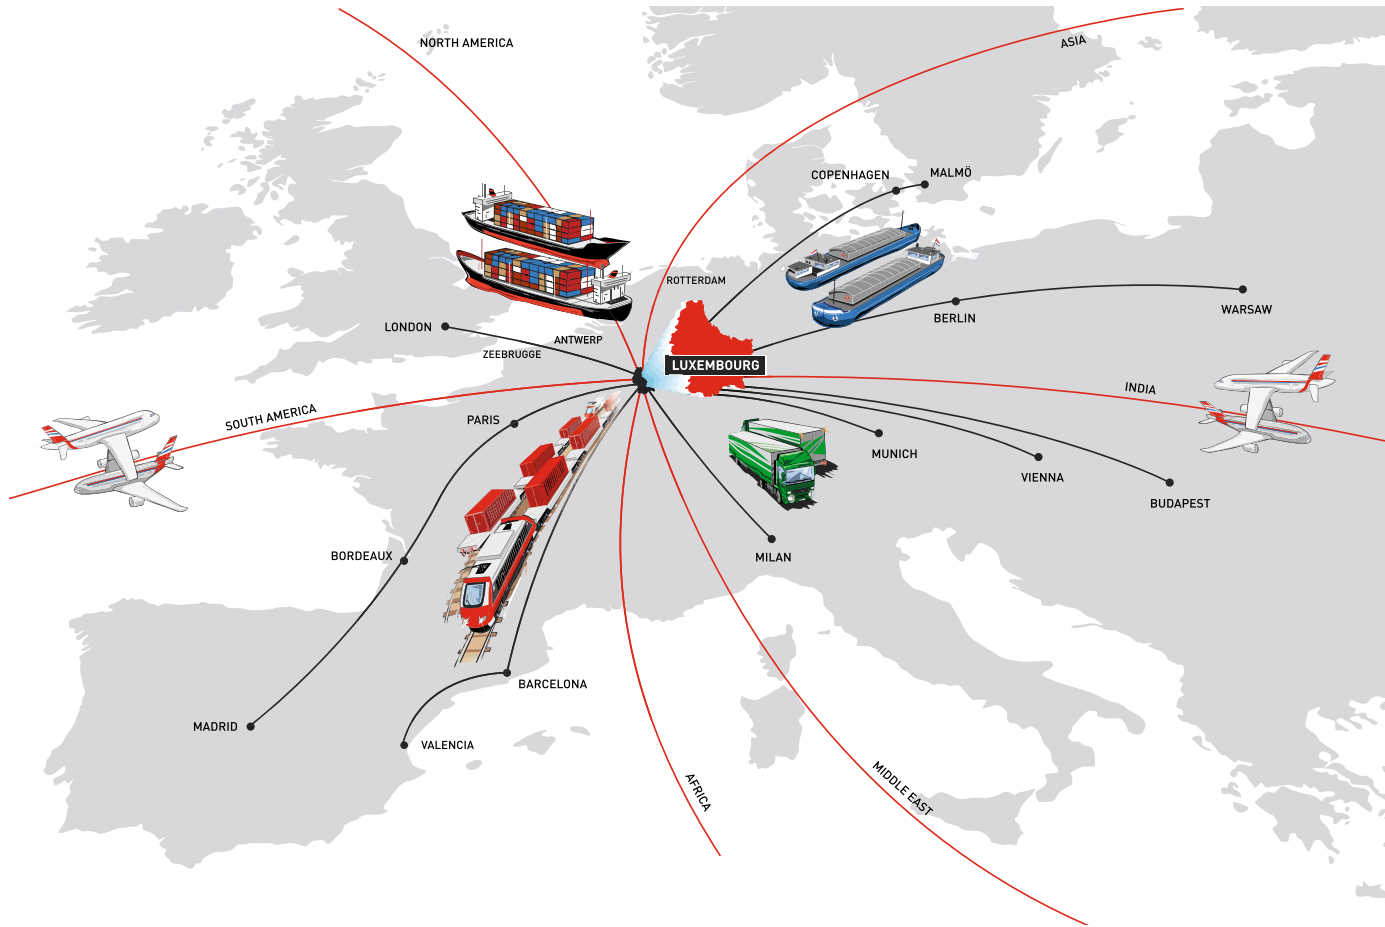 NORTH AMERICA
ASIA
COPENHAGEN
MALMÖ
ROTTERDAM
WARSAW
BERLIN
LONDON
ANTWERP
ZEEBRUGGE
LUXEMBOURG
INDIA
SOUTH AMERICA
PARIS
MUNICH
VIENNA
BUDAPEST
BORDEAUX
MILAN
BARCELONA
MADRID
VALENCIA
AFRICA
MIDDLE EAST